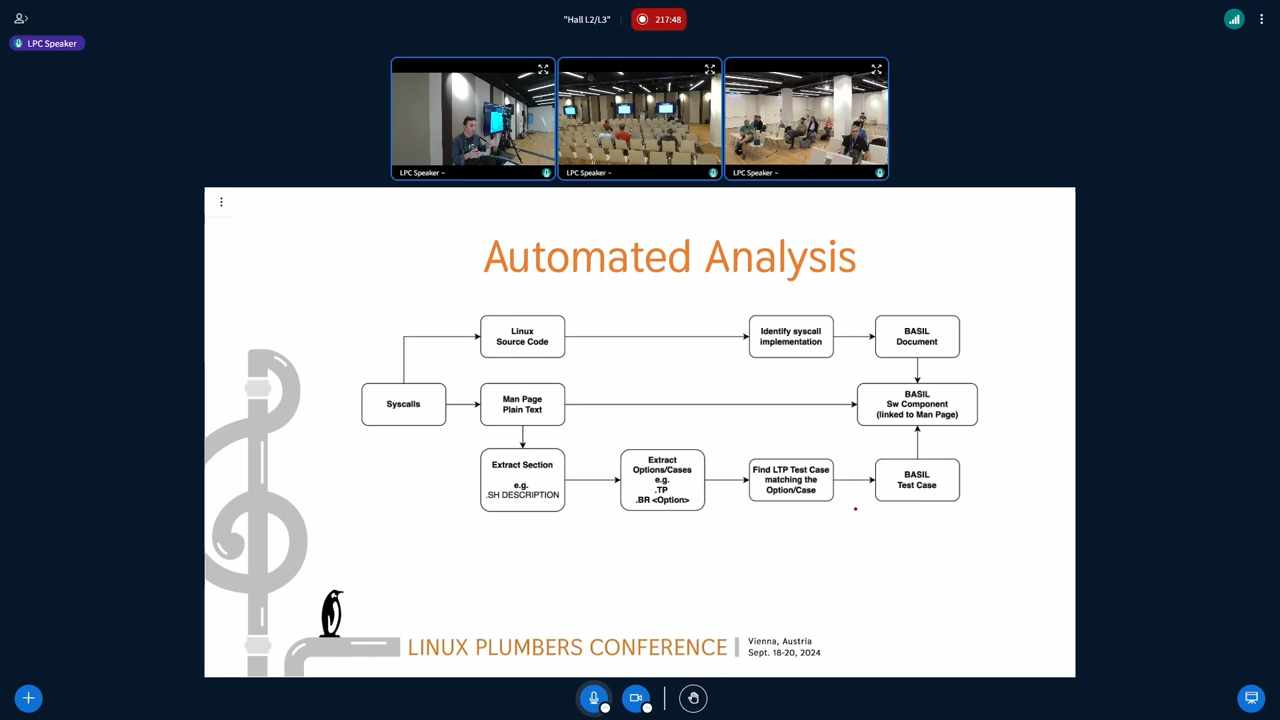 "Hall L2/L3"
217:48
LPC Speaker
LPC Speaker
LPC Speaker
LPC Speaker
Automated Analysis
Linux
Source Code
Identify syscall
implementation
BASIL
Document
Syscalls
Man Page
Plain Text
BASIL
Sw Component
(linked to Man Page)
Extract Section
e.g.
.SH DESCRIPTION
Extract
Options/Cases
e.g.
.TP
.BR <Option>
Find LTP Test Case
matching the
Option/Case
BASIL
Test Case
LINUX PLUMBERS CONFERENCE
Vienna, Austria
Sept. 18-20, 2024